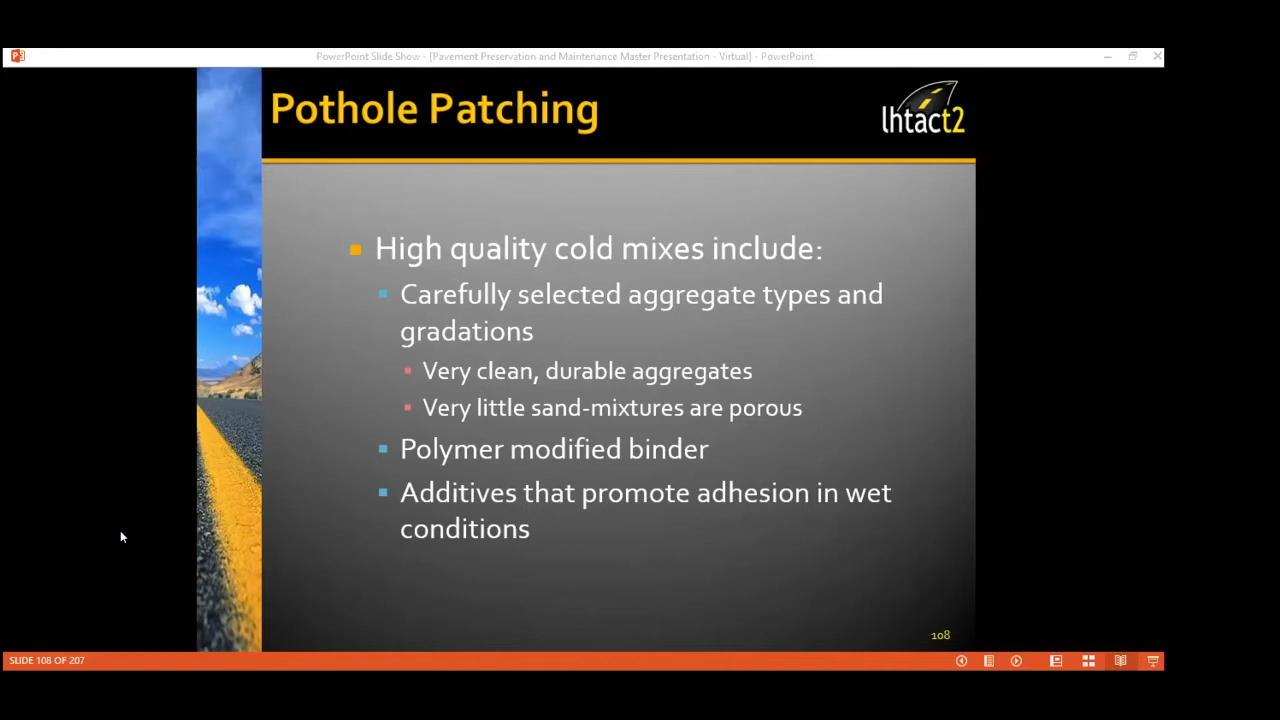 PowerPoint Slide Show - [Pavement Preservation and Maintenance Master Presentation - Virtual] - PowerPoint
Pothole Patching
lhtact2
High quality cold mixes include:
Carefully selected aggregate types and
gradations
Very clean, durable aggregates
Very little sand-mixtures are porous
Polymer modified binder
Additives that promote adhesion in wet
conditions
108
SLIDE 108 OF 207